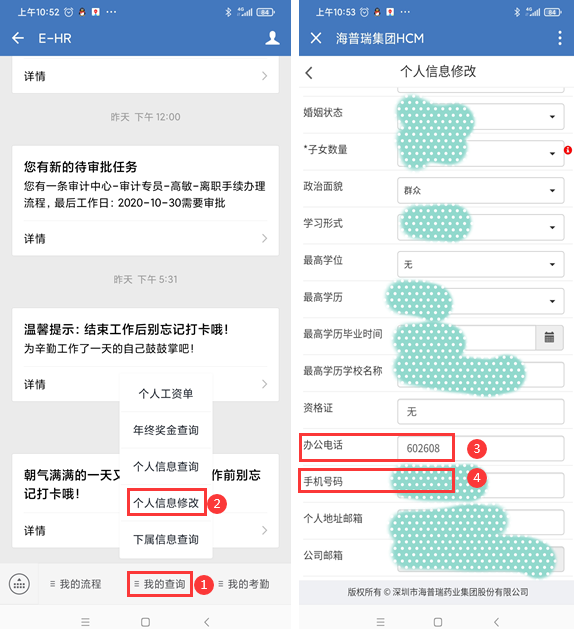 上午10:52
84
E-HR
详情
昨天 下午 12:00
您有新的待审批任务
您有一条审计中心-审计专员-高敏-离职手续办理
流程，最后工作日：2020-10-30需要审批
详情
昨天 下午 5:31
温馨提示：结束工作后别忘记打卡哦！
为辛勤工作了一天的自己鼓鼓掌吧！
详情
个人工资单
年终奖金查询
个人信息查询
个人信息修改
2
下属信息查询
朝气满满的一天又
作前别忘
记打卡哦！
详情
我的流程
我的查询
1
我的考勤
上午10:53
84
海普瑞集团HCM
个人信息修改
婚姻状态
*子女数量
政治面貌
群众
学习形式
最高学位
无
最高学历
最高学历毕业时间
最高学历学校名称
资格证
无
办公电话
602608
3
手机号码
4
个人地址邮箱
公司邮箱
版权所有 © 深圳市海普瑞药业集团股份有限公司